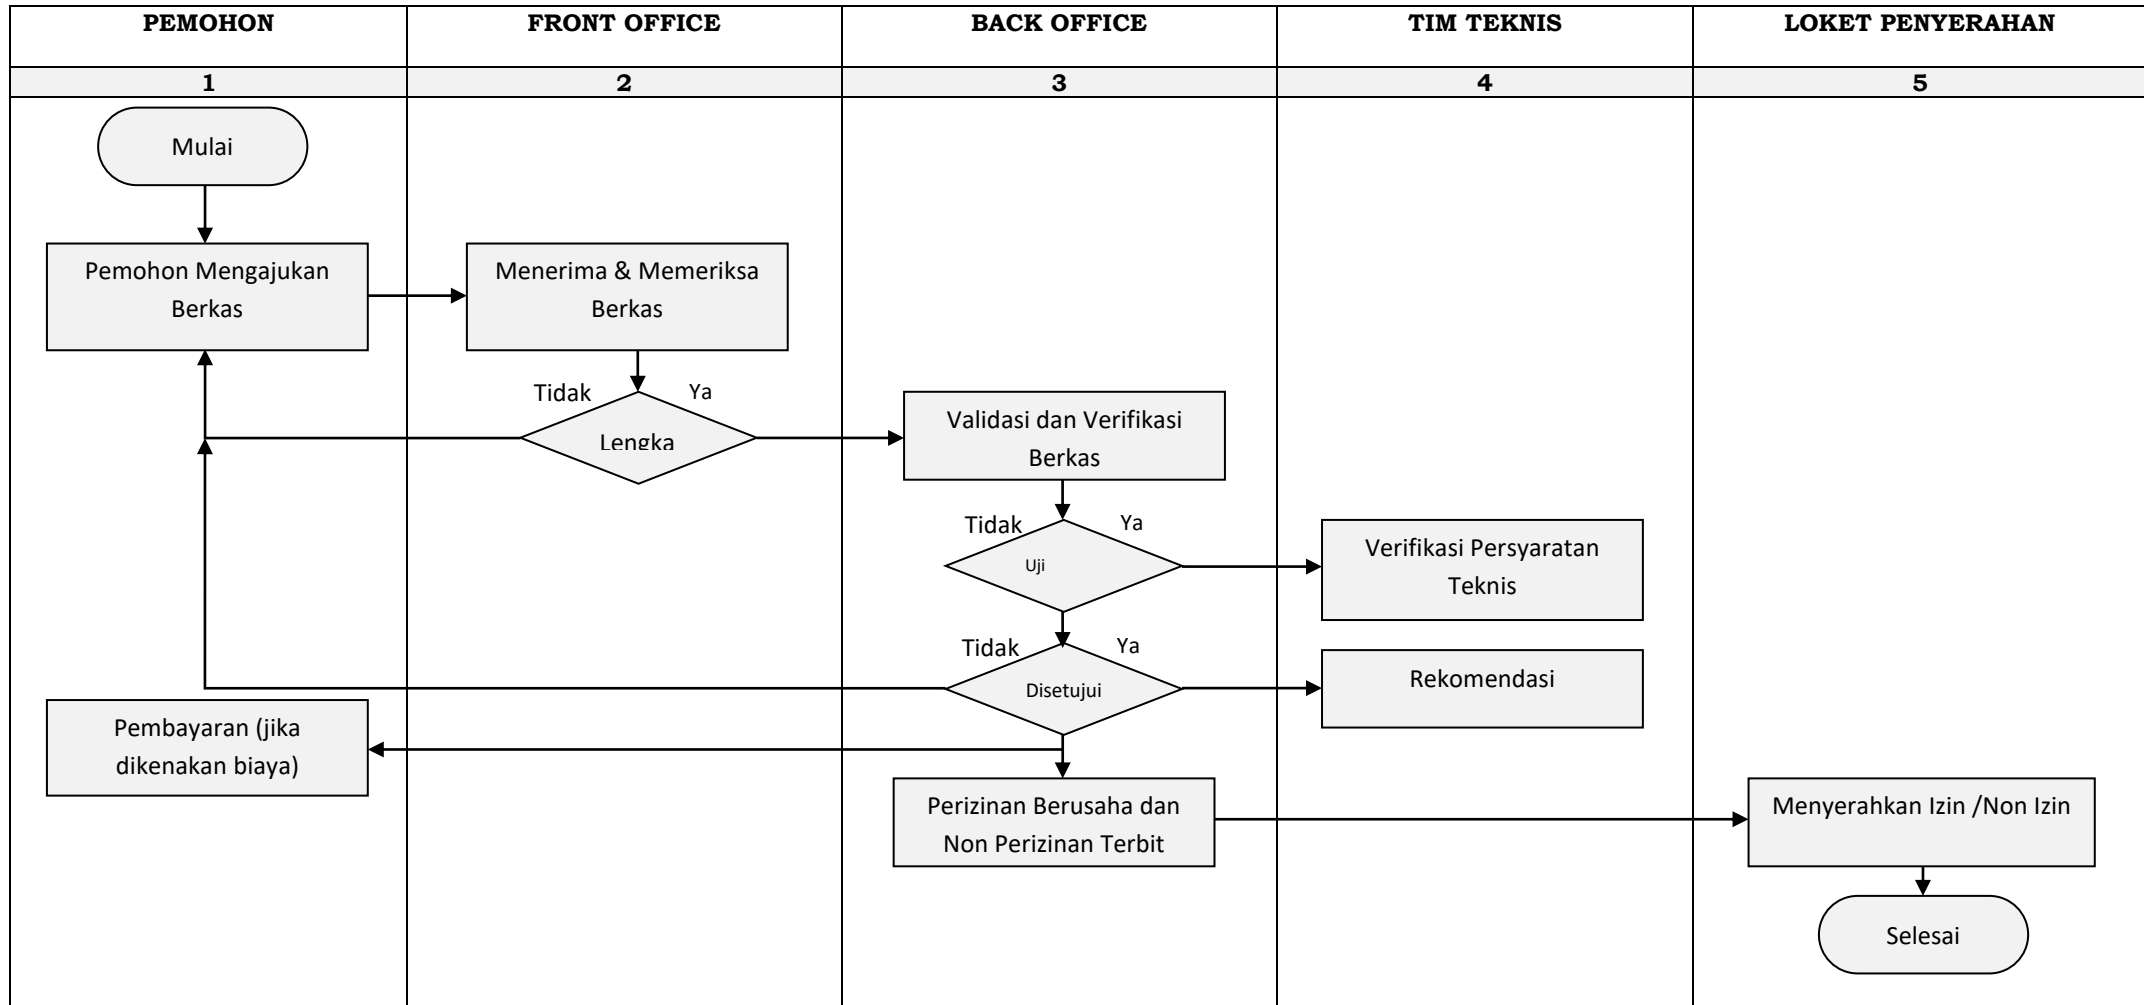 PEMOHON
FRONT OFFICE
BACK OFFICE
TIM TEKNIS
LOKET PENYERAHAN
1
2
3
4
5
Mulai
Pemohon Mengajukan
Berkas
Menerima & Memeriksa
Berkas
Tidak
Ya
Lengka
Validasi dan Verifikasi
Berkas
Tidak
Ya
Uji
Verifikasi Persyaratan
Teknis
Tidak
Ya
Disetujui
Rekomendasi
Pembayaran (jika
dikenakan biaya)
Perizinan Berusaha dan
Non Perizinan Terbit
Menyerahkan Izin /Non Izin
Selesai